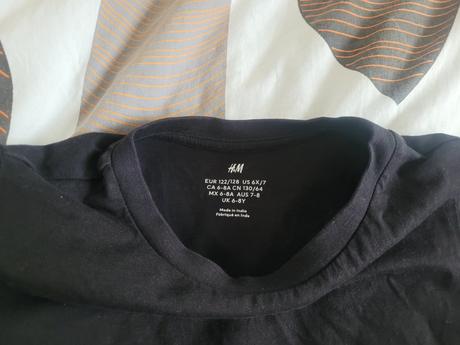 H&M
EUR 122/128 US 6X/7
CA 6-8A CN 130/64
MX 6-8A AUS 7-8
UK 6-8Y
Made in India
Fabriqué en Inde